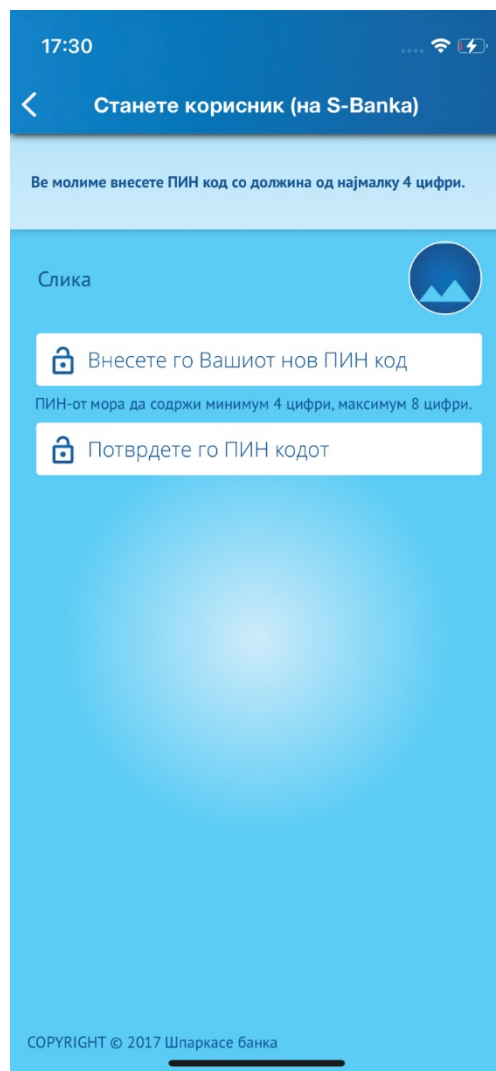 17:30
Станете корисник (на S-Banka)
Ве молиме внесете ПИН код со должина од најмалку 4 цифри.
Слика
Внесете го Вашиот нов ПИН код
ПИН-от мора да содржи минимум 4 цифри, максимум 8 цифри.
Потврдете го ПИН кодот
COPYRIGHT © 2017 Шпаркасе банка